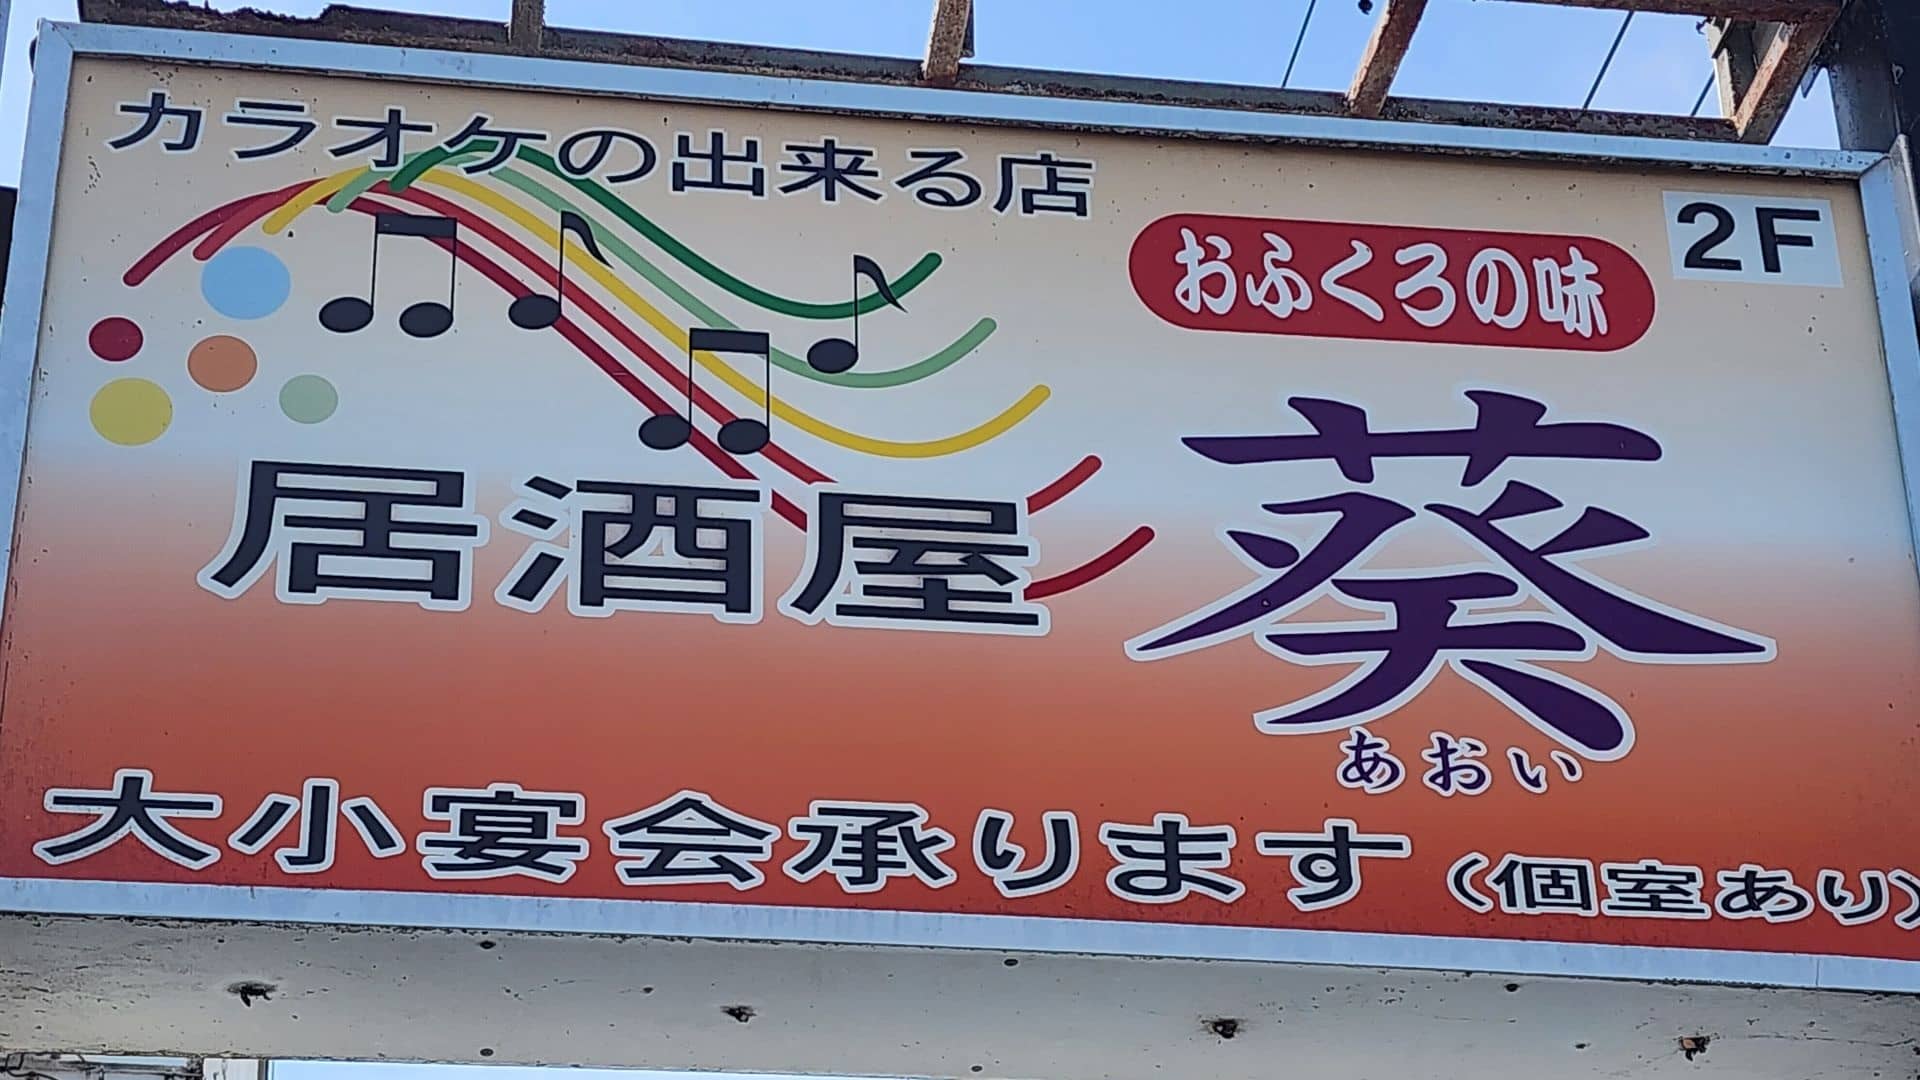 カラオケの出来る店
2F
おふくろの味
居酒屋 葵
あおい
大小宴会承ります(個室あり)